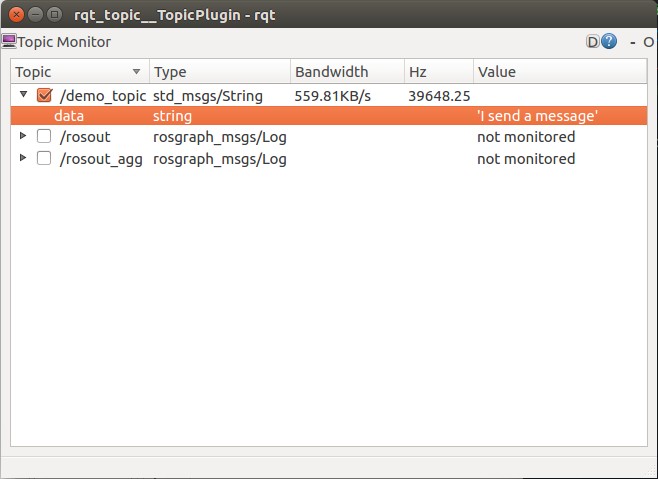 rqt_topic__TopicPlugin - rqt
Topic Monitor D ? - O
Topic Type Bandwidth Hz Value
/demo_topic std_msgs/String 559.81KB/s 39648.25
data string 'I send a message'
/rosout rosgraph_msgs/Log not monitored
/rosout_agg rosgraph_msgs/Log not monitored